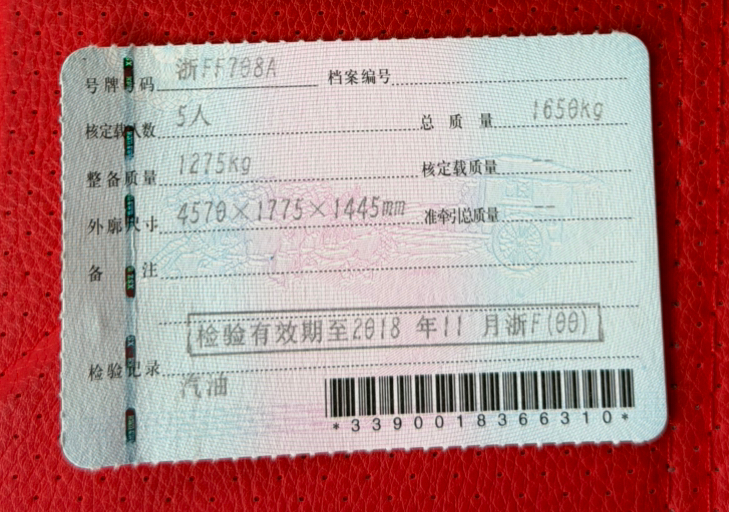 号牌号码 浙FF708A 档案编号
核定载人数 5人 总质量 1650kg
整备质量 1275kg 核定载质量 --
外廓尺寸 4570×1775×1445mm 准牵引总质量 --
备注
检验有效期至2018 年11 月浙F(00)
检验记录
汽油
*3390018366310*